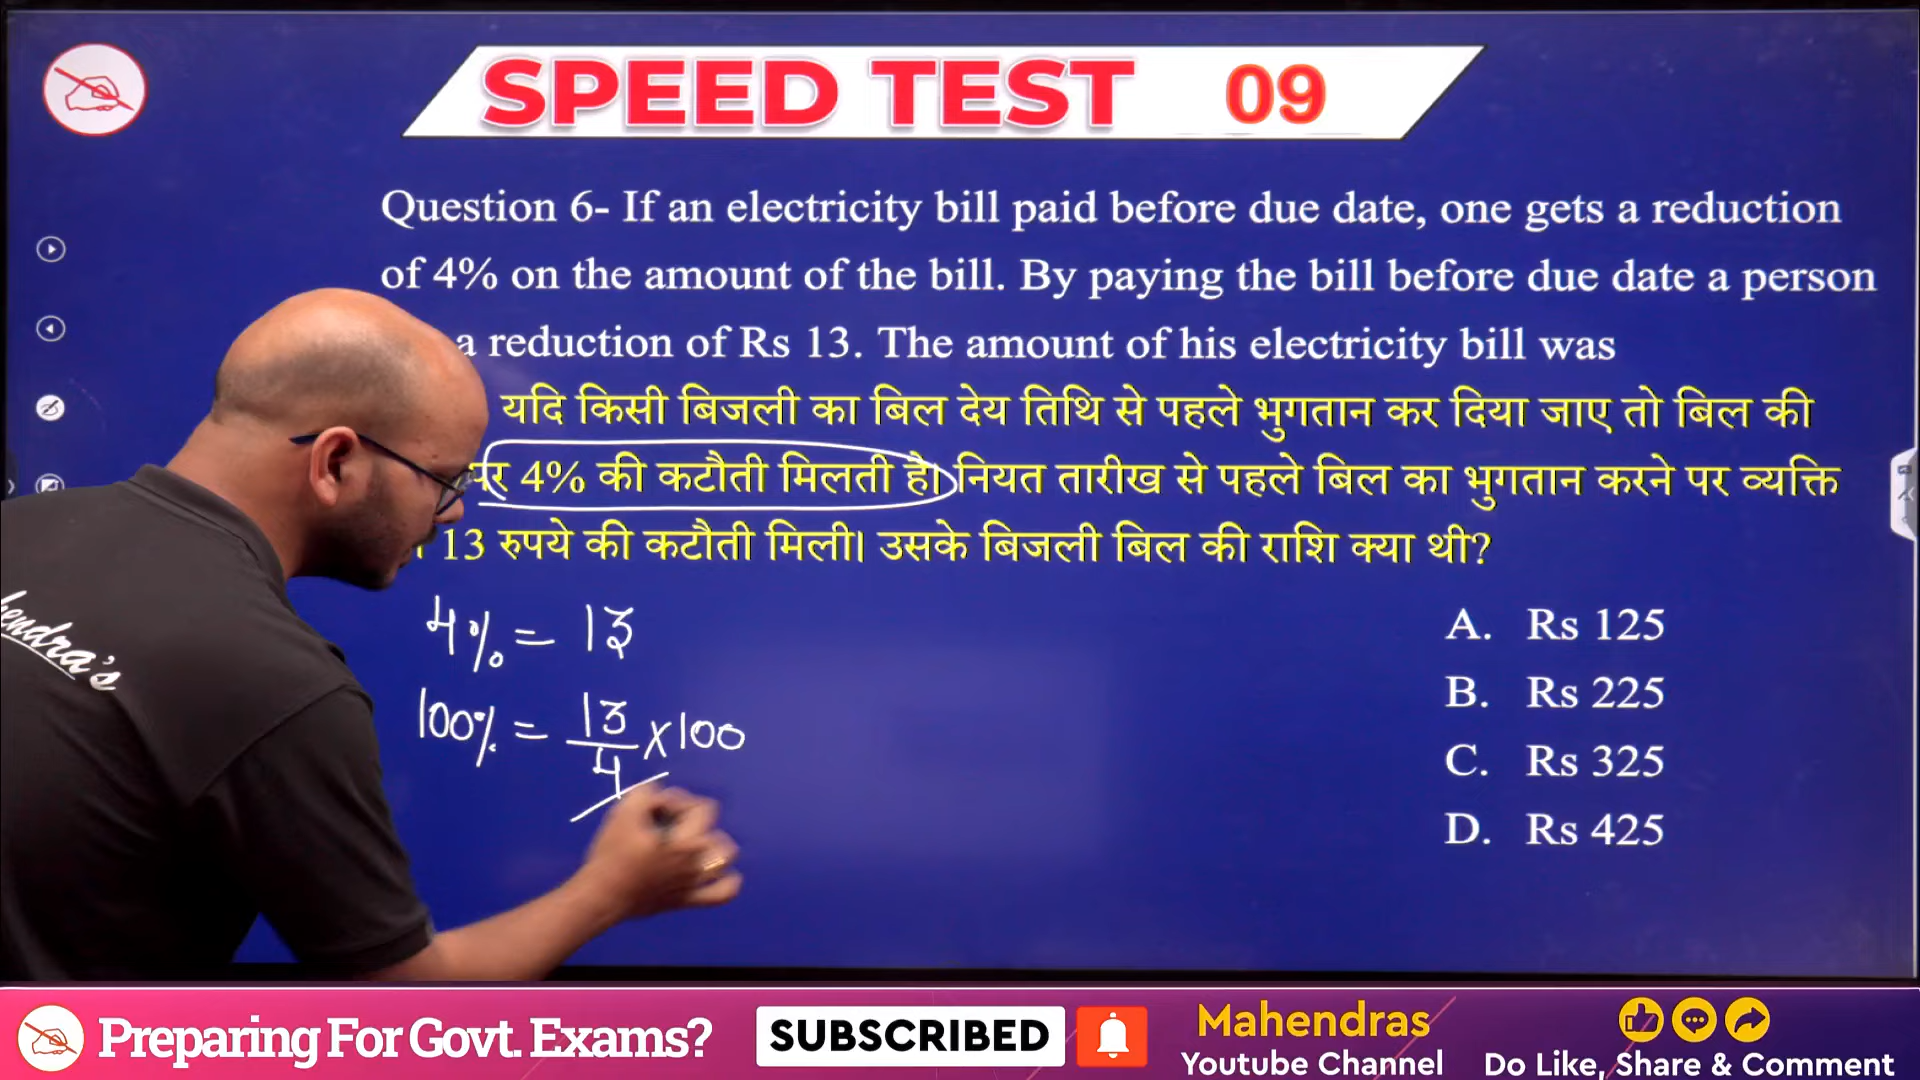 SPEED TEST 09
Question 6- If an electricity bill paid before due date, one gets a reduction
of 4% on the amount of the bill. By paying the bill before due date a person
a reduction of Rs 13. The amount of his electricity bill was
यदि किसी बिजली का बिल देय तिथि से पहले भुगतान कर दिया जाए तो बिल की
पर 4% की कटौती मिलती है। नियत तारीख से पहले बिल का भुगतान करने पर व्यक्ति
13 रुपये की कटौती मिली। उसके बिजली बिल की राशि क्या थी?
4% = 13
100% = 13/4 × 100
A. Rs 125
B. Rs 225
C. Rs 325
D. Rs 425
Preparing For Govt. Exams?
SUBSCRIBED
Mahendras
Youtube Channel
Do Like, Share & Comment